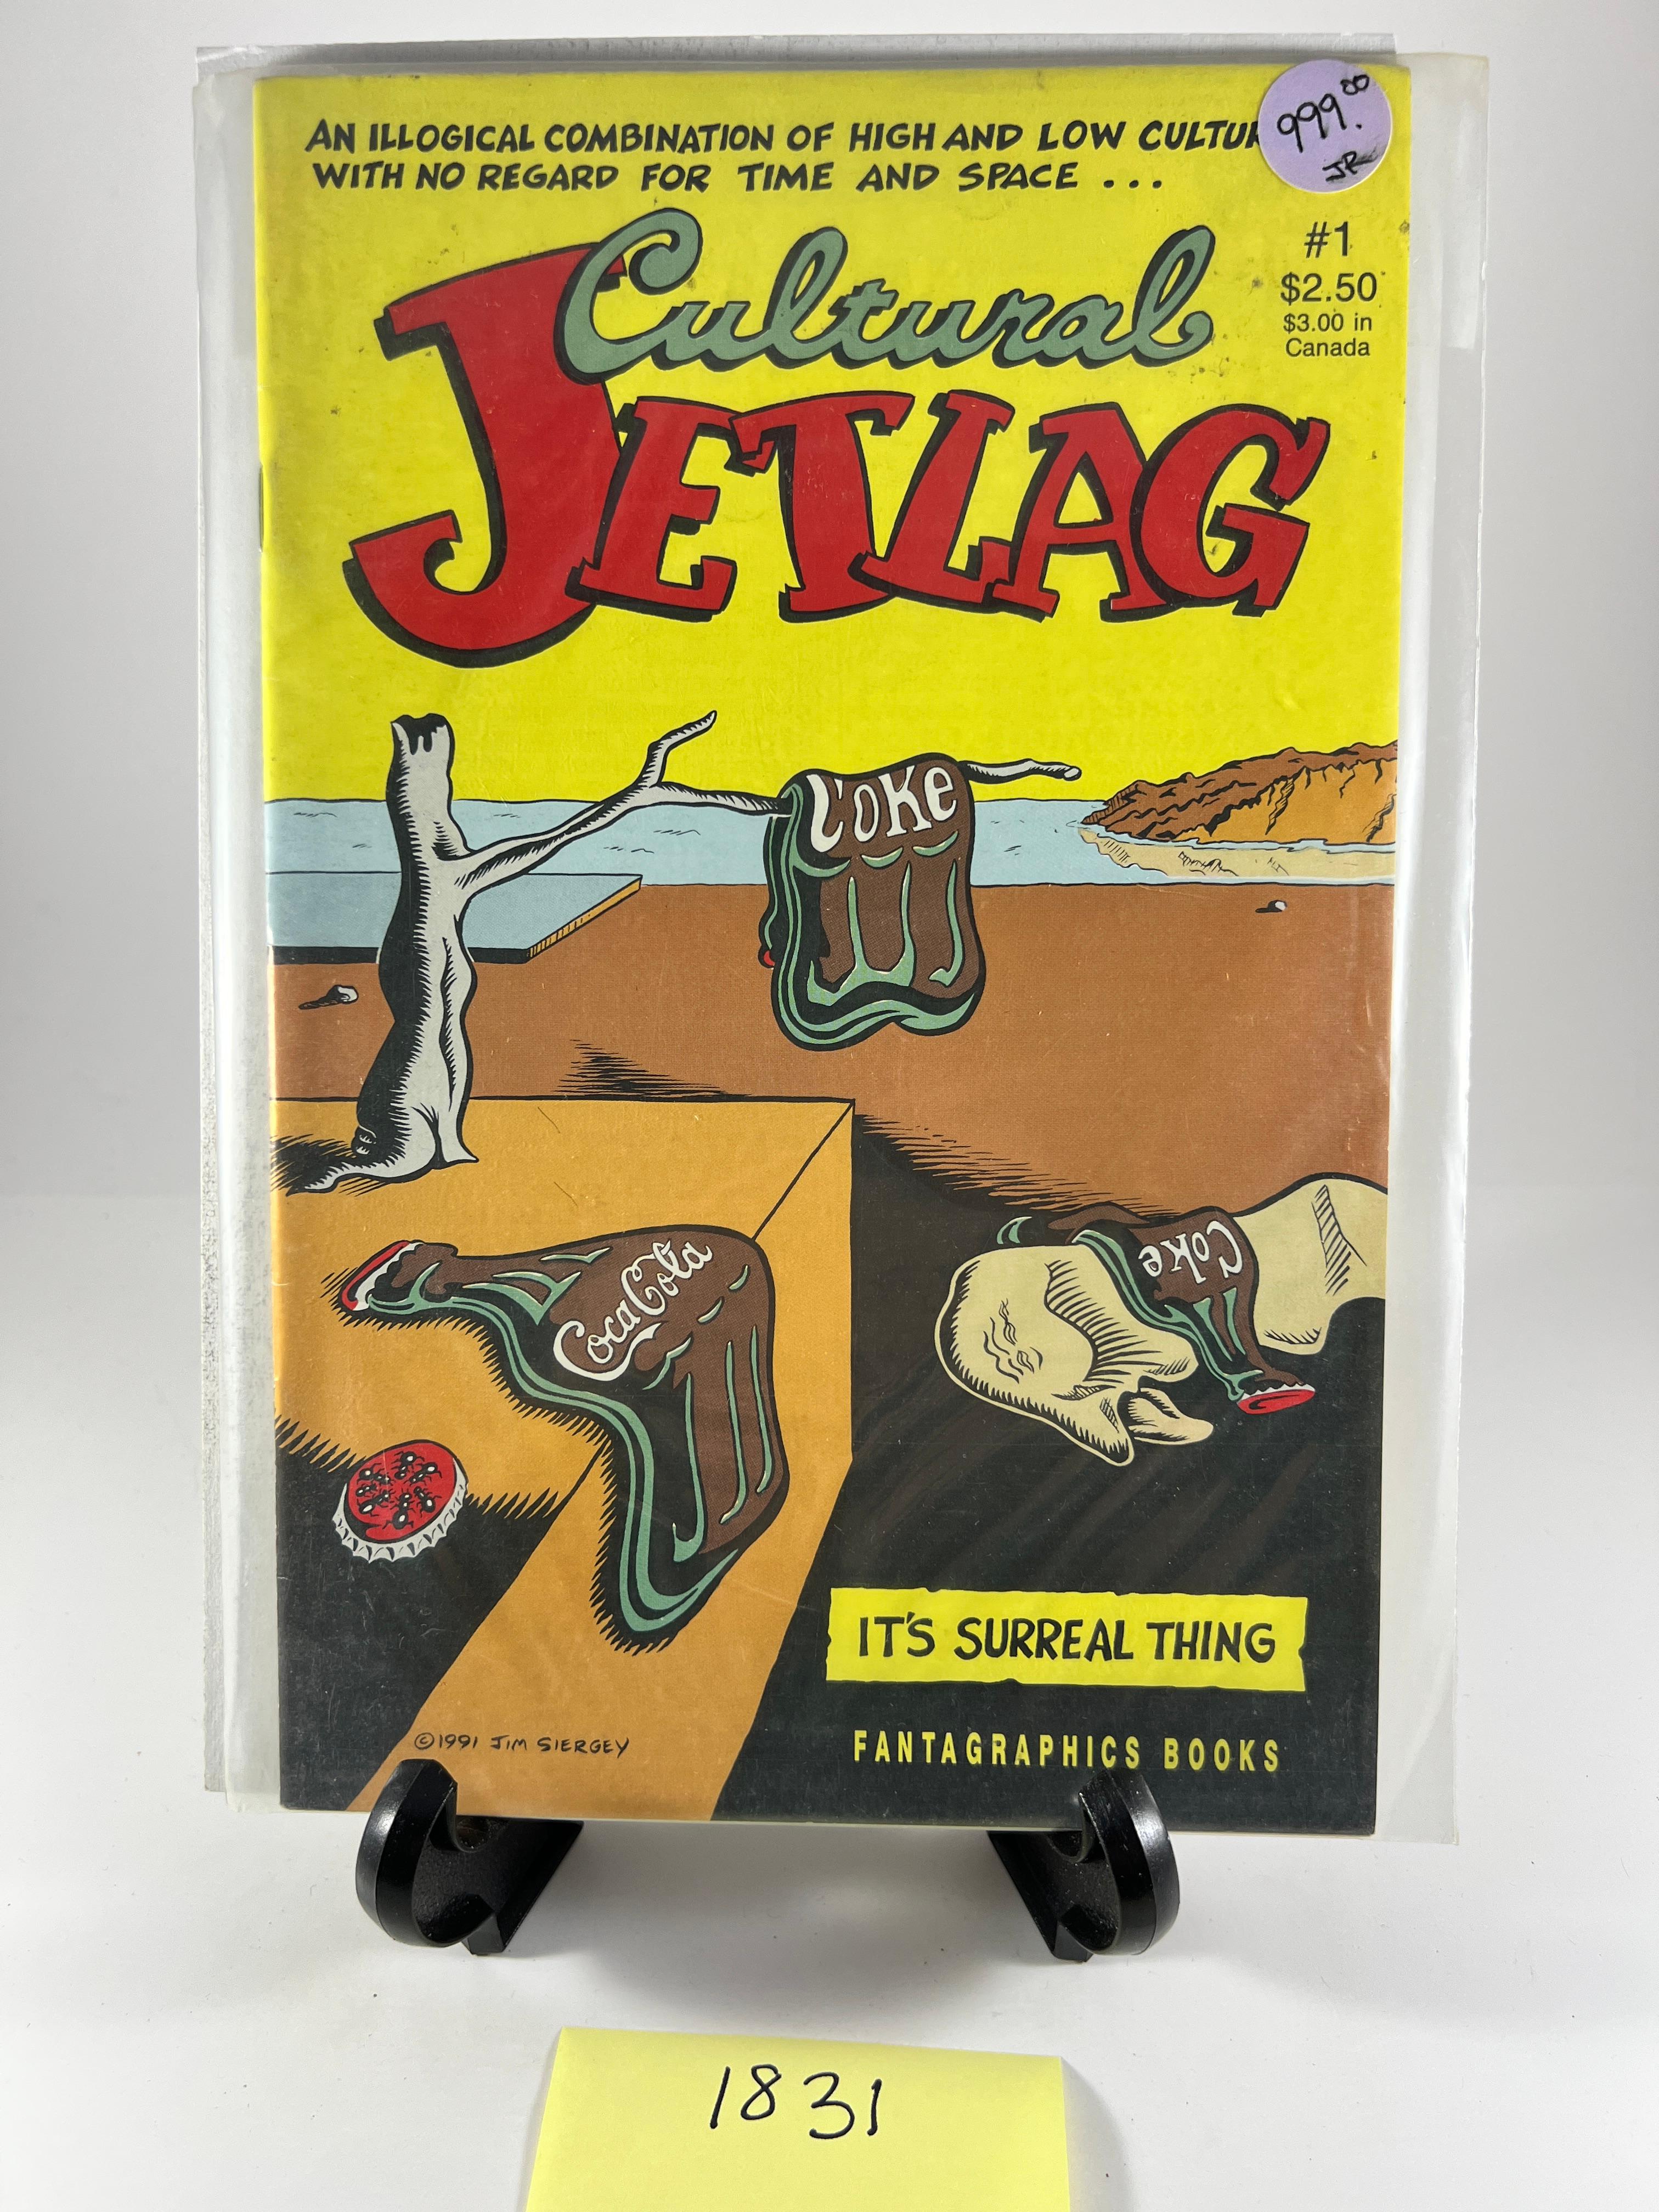 AN ILLOGICAL COMBINATION OF HIGH AND LOW CULTUR
WITH NO REGARD FOR TIME AND SPACE ...
999.00
JR
#1
$2.50
$3.00 in
Canada
Cultural
JETLAG
COKE
Coke
Coca Cola
IT'S SURREAL THING
©1991 JIM SIERGEY
FANTAGRAPHICS BOOKS
1831